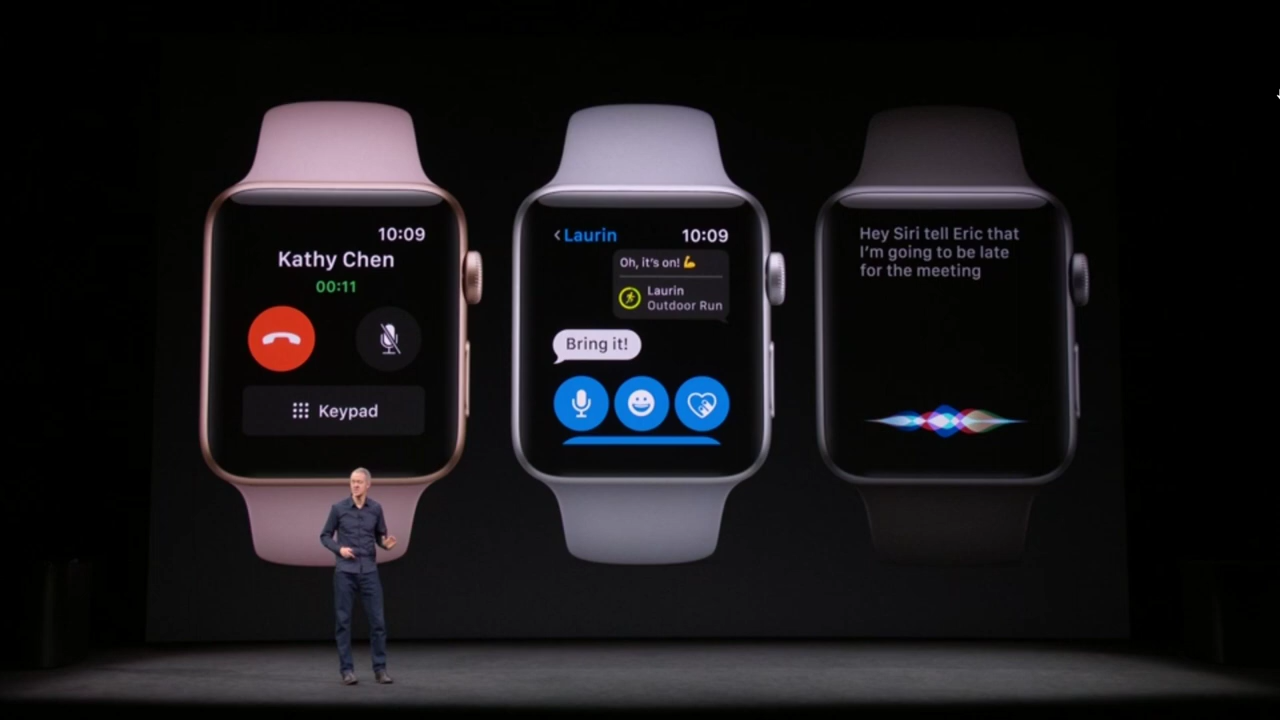 10:09
Kathy Chen
00:11
Keypad
Laurin
10:09
Oh, it's on! 💪
Laurin
Outdoor Run
Bring it!
Hey Siri tell Eric that
I'm going to be late
for the meeting